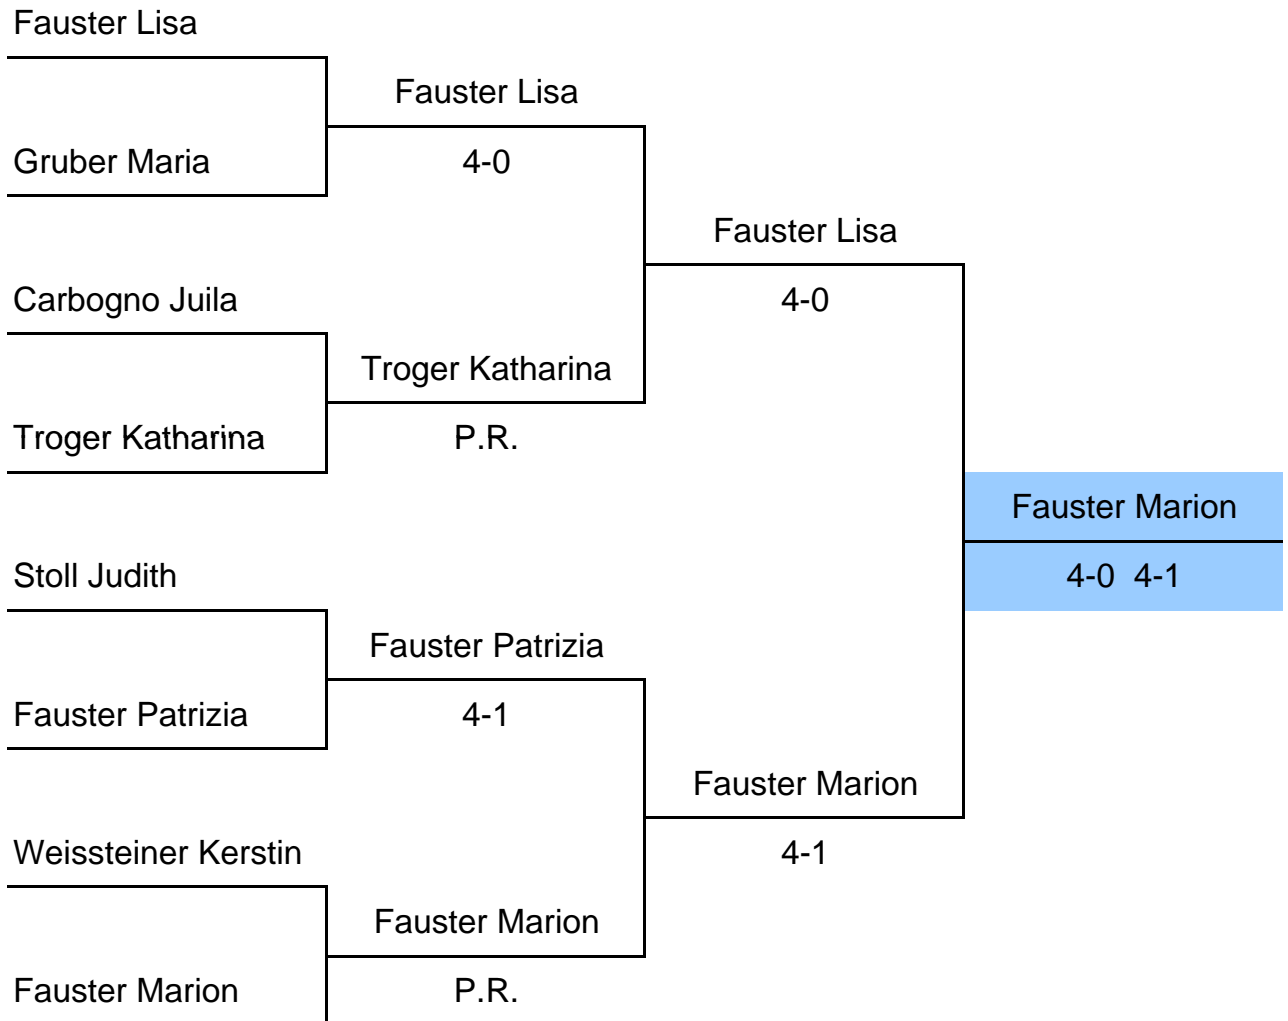 Fauster Lisa
Fauster Lisa
Gruber Maria
4-0
Fauster Lisa
Carbogno Juila
4-0
Troger Katharina
Troger Katharina
P.R.
Fauster Marion
Stoll Judith
4-0 4-1
Fauster Patrizia
Fauster Patrizia
4-1
Fauster Marion
Weissteiner Kerstin
4-1
Fauster Marion
Fauster Marion
P.R.